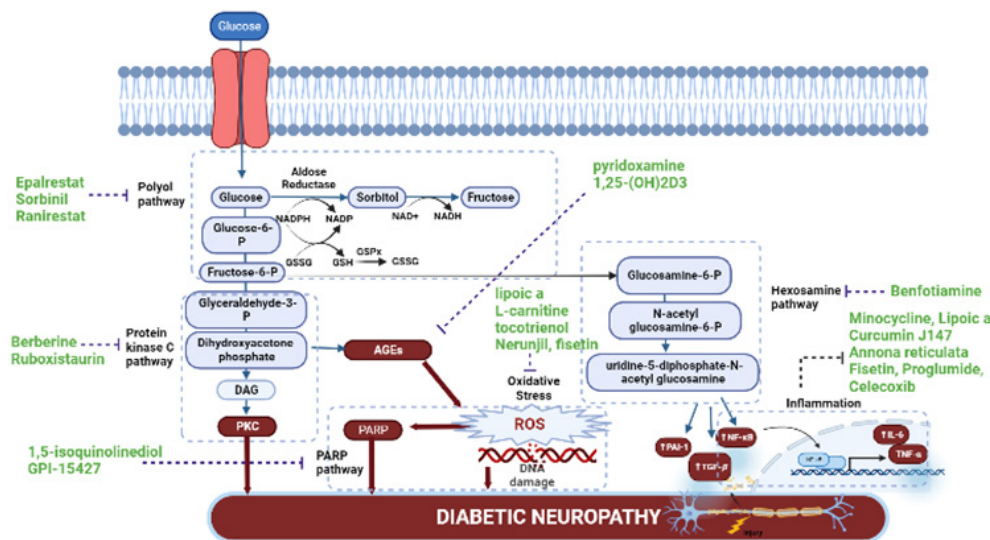 Glucose
Epalrestat
Sorbinil
Ranirestat
Polyol
pathway
Aldose
Reductase
Glucose
Sorbitol
Fructose
NADPH
NADP
NAD+
NADH
Glucose-6-
P
GSSG
GSH
GSPx
GSSG
Fructose-6-P
pyridoxamine
1,25-(OH)2D3
Glucosamine-6-P
N-acetyl
glucosamine-6-P
uridine-5-diphosphate-N-
acetyl glucosamine
Hexosamine
pathway
Benfotiamine
Glyceraldehyde-3-
P
Dihydroxyacetone
phosphate
DAG
PKC
Berberine
Ruboxistaurin
Protein
kinase C
pathway
AGEs
lipoic a
L-carnitine
tocotrienol
Nerunjil, fisetin
Oxidative
Stress
Minocycline, Lipoic a
Curcumin J147
Annona reticulata
Fisetin, Proglumide,
Celecoxib
Inflammation
1,5-isoquinolinediol
GPI-15427
PARP
pathway
PARP
ROS
DNA
damage
↑PAI-1
↑NF-κB
↑TGF-β
↑IL-6
TNF-α
Injury
DIABETIC NEUROPATHY